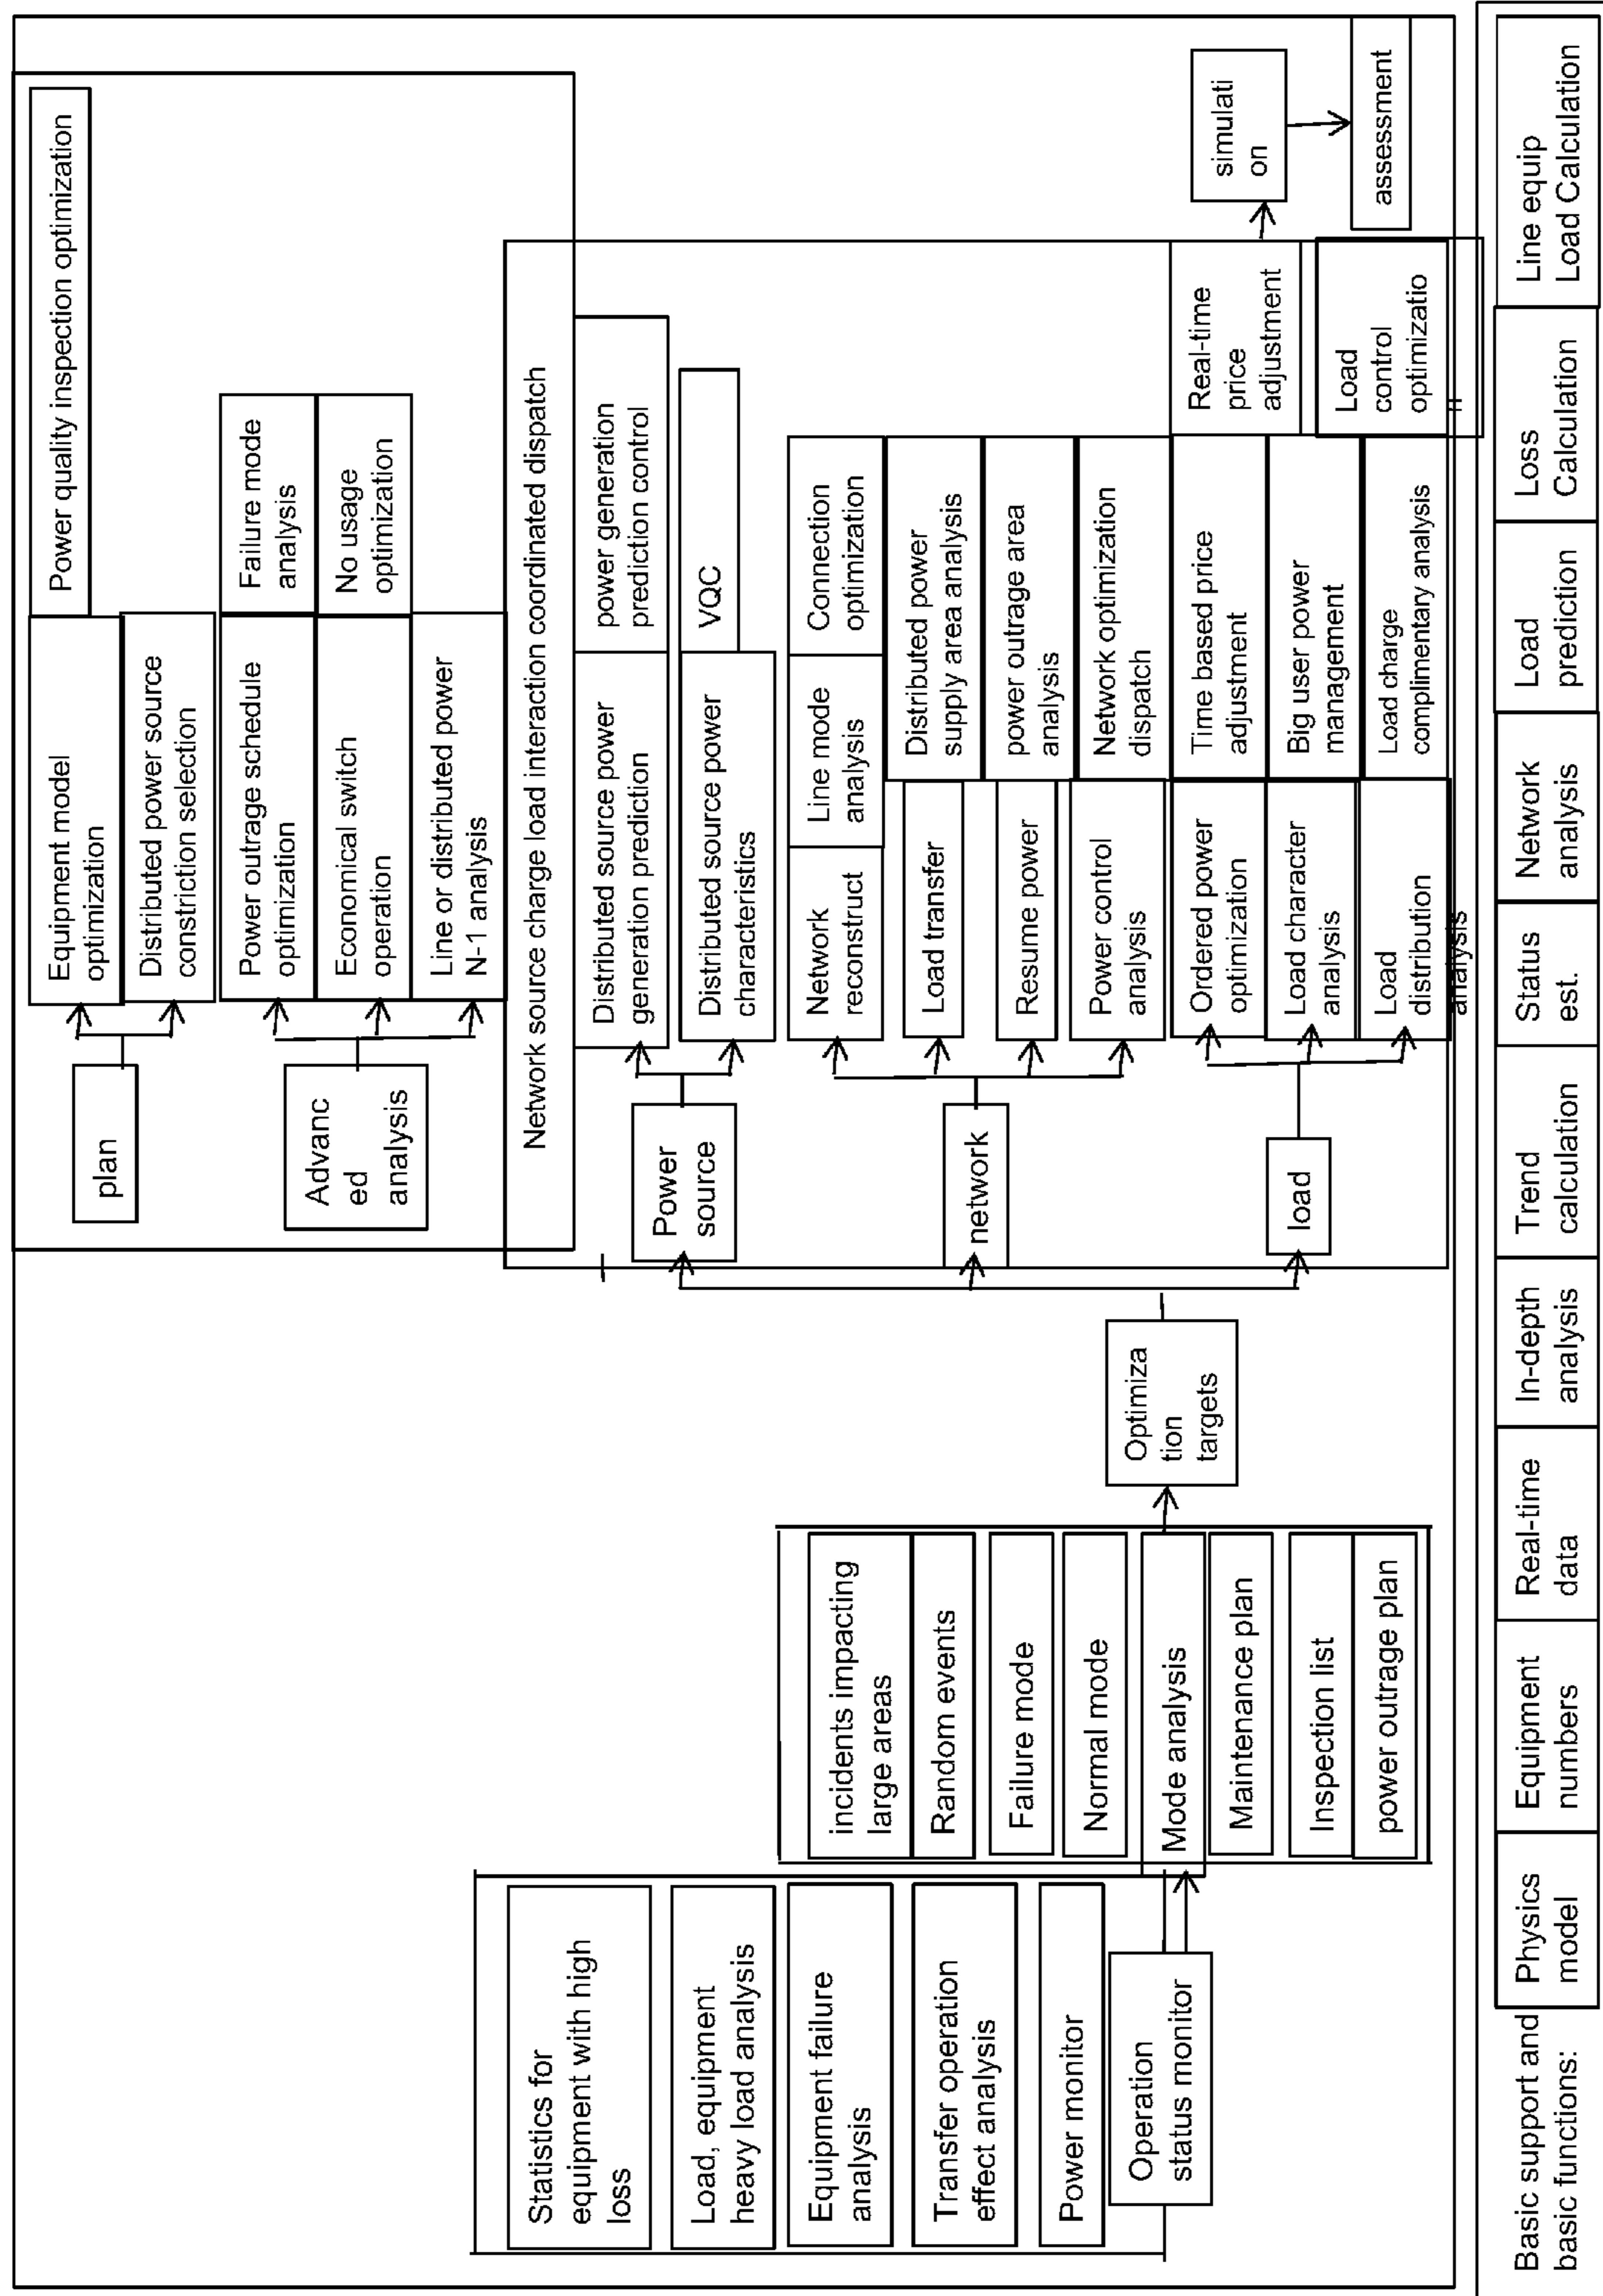 Power quality inspection optimization
Equipment model
optimization
Distributed power source
constriction selection
plan
Failure mode
analysis
No usage
optimization
Power outrage schedule
optimization
Economical switch
operation
Line or distributed power
N-1 analysis
Advanc
ed
analysis
Network source charge load interaction coordinated dispatch
Distributed source power
generation prediction
power generation
prediction control
Distributed source power
characteristics
VQC
Power
source
Network
reconstruct
Line mode
analysis
Connection
optimization
Load transfer
Distributed power
supply area analysis
Resume power
power outrage area
analysis
Power control
analysis
Network optimization
dispatch
network
Ordered power
optimization
Time based price
adjustment
Real-time
price
adjustment
Load character
analysis
Big user power
management
Load
distribution
analysis
Load charge
complimentary analysis
Load
control
optimizatio
n
load
simulati
on
assessment
Optimiza
tion
targets
incidents impacting
large areas
Random events
Failure mode
Normal mode
Mode analysis
Maintenance plan
Inspection list
power outrage plan
Statistics for
equipment with high
loss
Load, equipment
heavy load analysis
Equipment failure
analysis
Transfer operation
effect analysis
Power monitor
Operation
status monitor
Basic support and
basic functions:
Physics
model
Equipment
numbers
Real-time
data
In-depth
analysis
Trend
calculation
Status
est.
Network
analysis
Load
prediction
Loss
Calculation
Line equip
Load Calculation